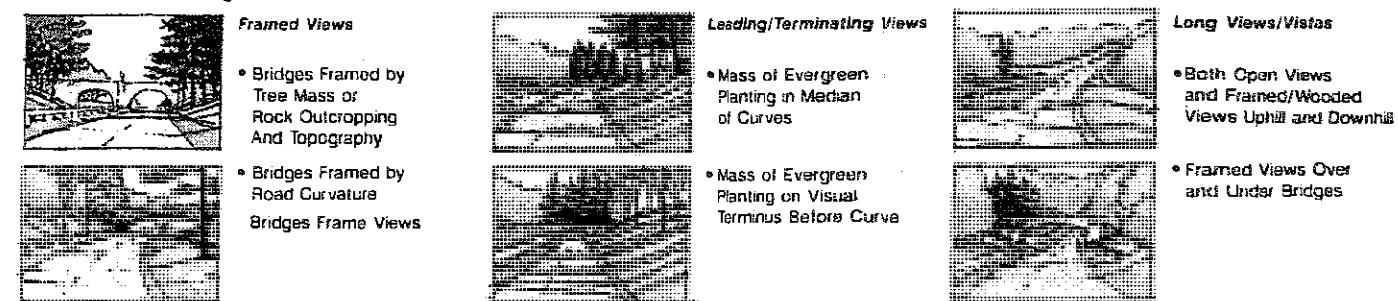 Framed Views
• Bridges Framed by
Tree Mass or
Rock Outcropping
And Topography
• Bridges Framed by
Road Curvature
Bridges Frame Views
Leading/Terminating Views
• Mass of Evergreen
Planting in Median
of Curves
• Mass of Evergreen
Planting on Visual
Terminus Before Curve
Long Views/Vistas
• Both Open Views
and Framed/Wooded
Views Uphill and Downhill
• Framed Views Over
and Under Bridges